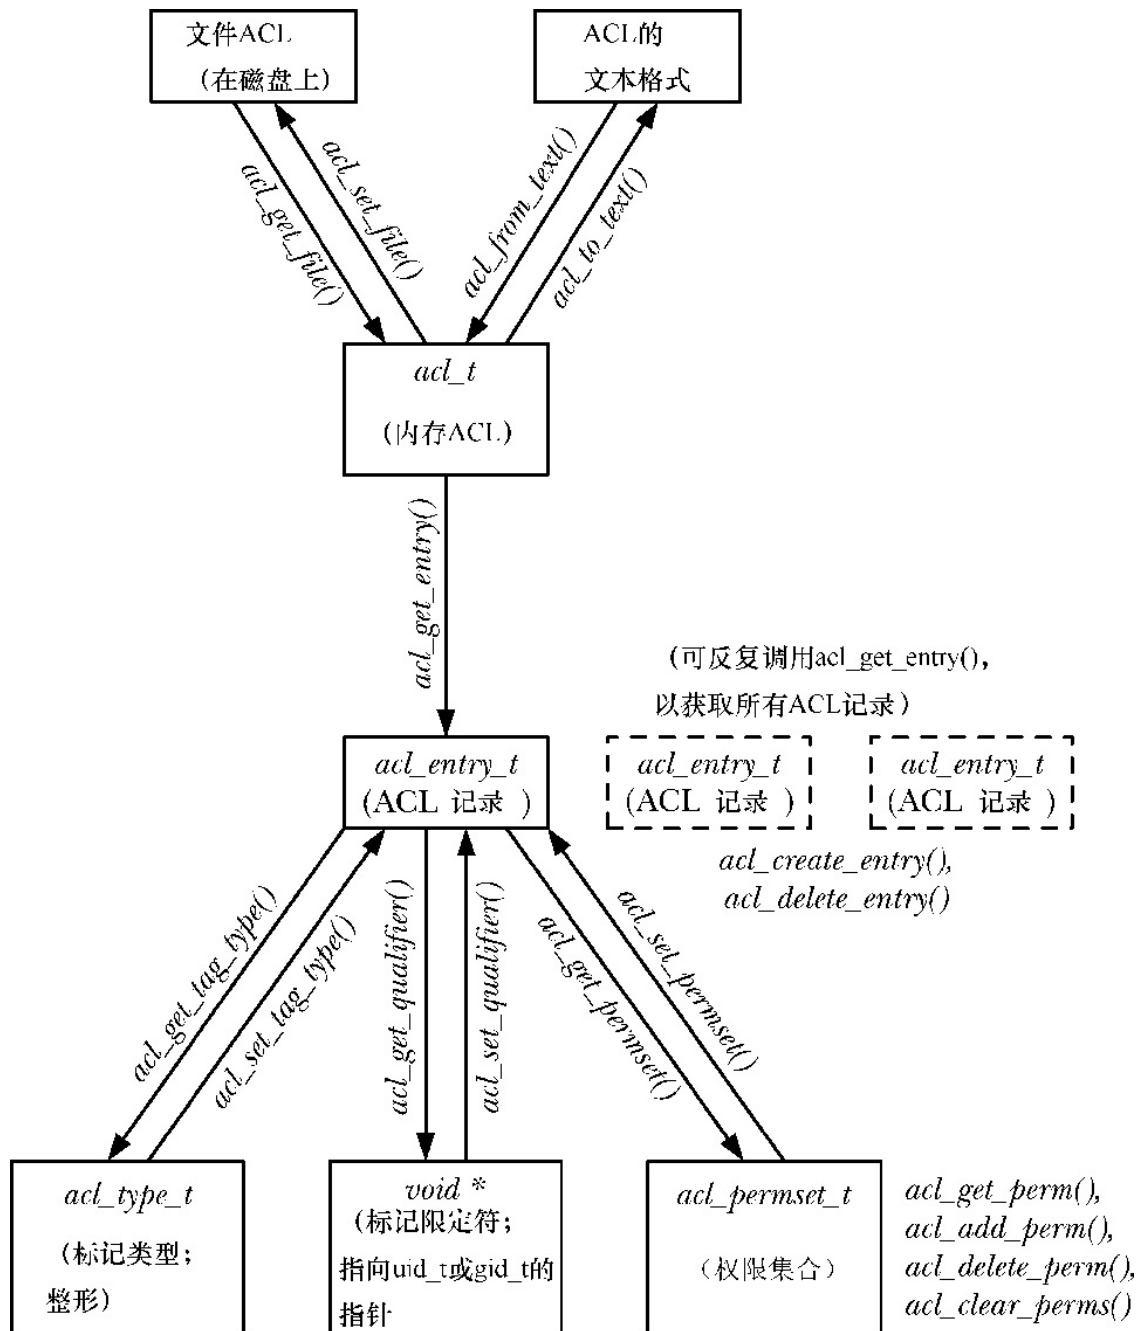 文件ACL
（在磁盘上）
ACL的
文本格式
acl_get_file()
acl_set_file()
acl_from_text()
acl_to_text()
acl_t
（内存ACL）
acl_get_entry()
（可反复调用acl_get_entry(),
以获取所有ACL记录）
acl_entry_t
(ACL 记录 )
acl_entry_t
(ACL 记录 )
acl_entry_t
(ACL 记录 )
acl_create_entry(),
acl_delete_entry()
acl_get_tag_type()
acl_set_tag_type()
acl_get_qualifier()
acl_set_qualifier()
acl_get_permset()
acl_set_permset()
acl_type_t
（标记类型；
整形）
void *
（标记限定符；
指向uid_t或gid_t的
指针
acl_permset_t
（权限集合）
acl_get_perm(),
acl_add_perm(),
acl_delete_perm(),
acl_clear_perms()